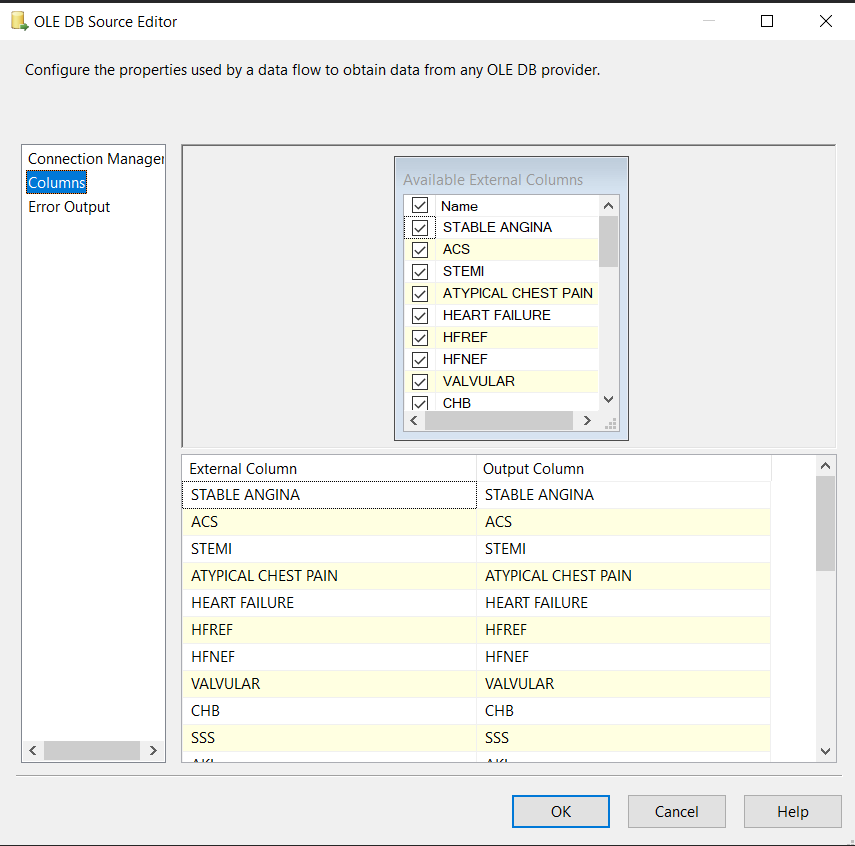 OLE DB Source Editor
Configure the properties used by a data flow to obtain data from any OLE DB provider.
Connection Manager
Columns
Error Output
Available External Columns
Name
STABLE ANGINA
ACS
STEMI
ATYPICAL CHEST PAIN
HEART FAILURE
HFREF
HFNEF
VALVULAR
CHB
External Column Output Column
STABLE ANGINA STABLE ANGINA
ACS ACS
STEMI STEMI
ATYPICAL CHEST PAIN ATYPICAL CHEST PAIN
HEART FAILURE HEART FAILURE
HFREF HFREF
HFNEF HFNEF
VALVULAR VALVULAR
CHB CHB
SSS SSS
OK Cancel Help